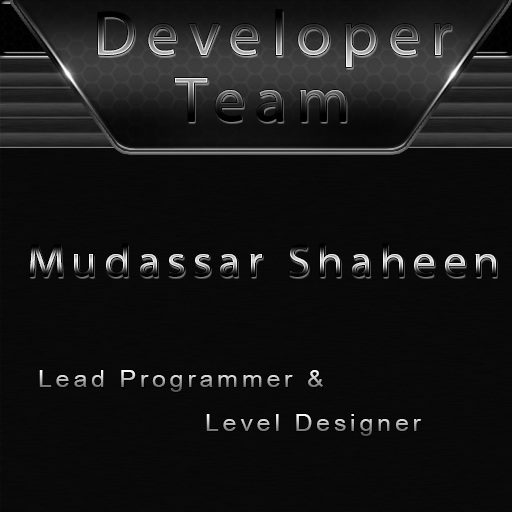 Developer
Team
Mudassar Shaheen
Lead Programmer &
Level Designer